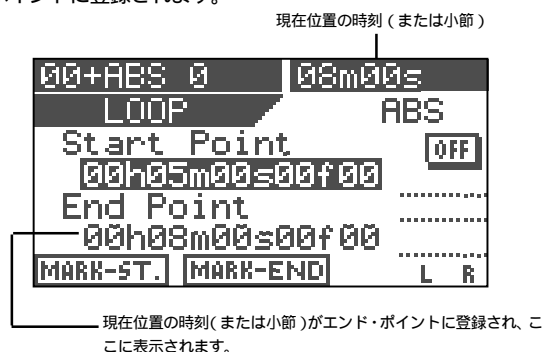 イントに登録されます。
現在位置の時刻（または小節）
00+ABS 0 08m00s
LOOP ABS
Start Point OFF
00h05m00s00f00
End Point
00h08m00s00f00
MARK-ST. MARK-END L R
現在位置の時刻（または小節）がエンド・ポイントに登録され、こ
こに表示されます。